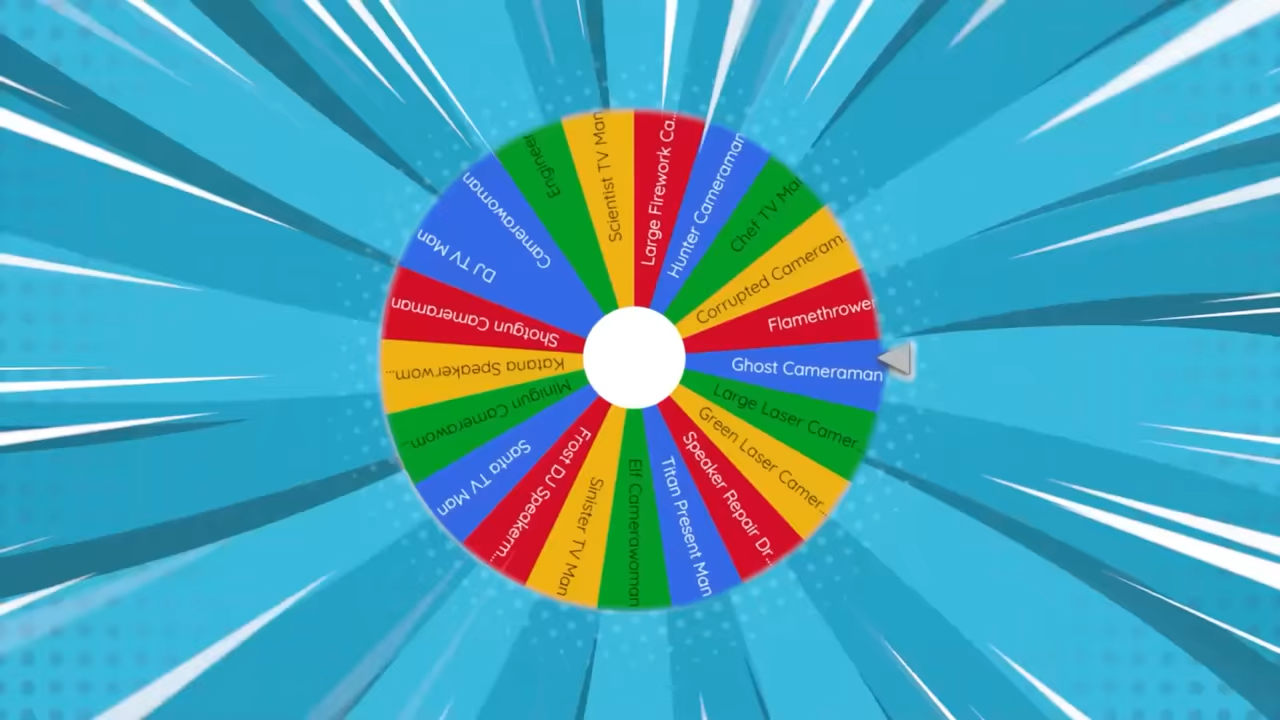 Large Firework Ca...
Hunter Cameraman
Chef TV Man
Corrupted Cameram...
Flamethrower
Ghost Cameraman
Large Laser Camer...
Green Laser Camer...
Speaker Repair Dr...
Titan Present Man
Elf Camerawoman
Sinister TV Man
Frost DJ Speakerm...
Santa TV Man
Minigun Camerawom...
Katana Speakerwom...
Shotgun Cameraman
DJ TV Man
Camerawoman
Engineer
Scientist TV Man